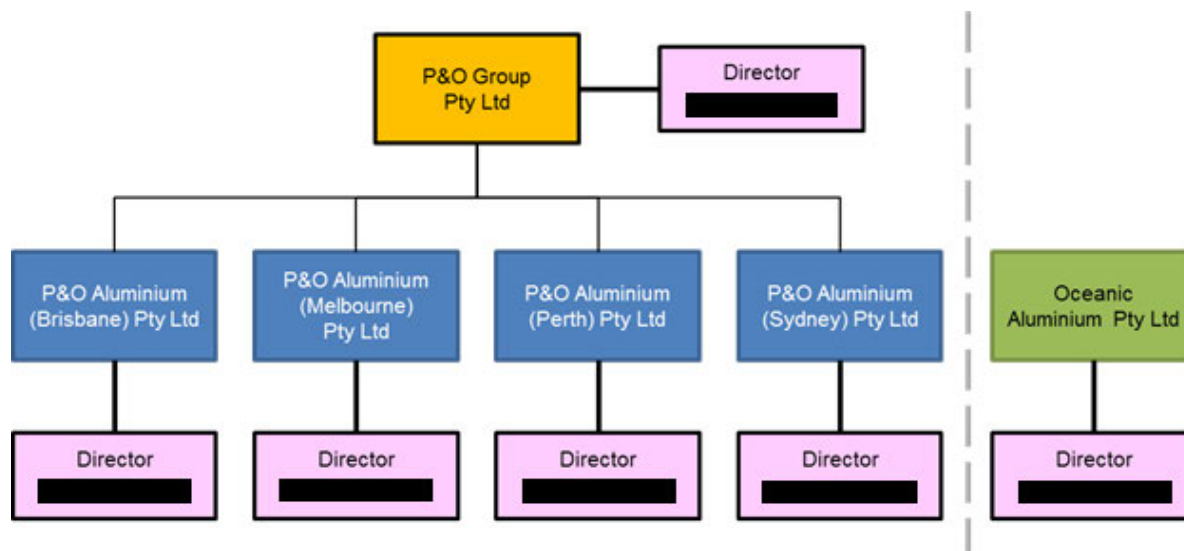 P&O Group
Pty Ltd
Director
P&O Aluminium
(Brisbane) Pty Ltd
P&O Aluminium
(Melbourne)
Pty Ltd
P&O Aluminium
(Perth) Pty Ltd
P&O Aluminium
(Sydney) Pty Ltd
Oceanic
Aluminium Pty Ltd
Director
Director
Director
Director
Director